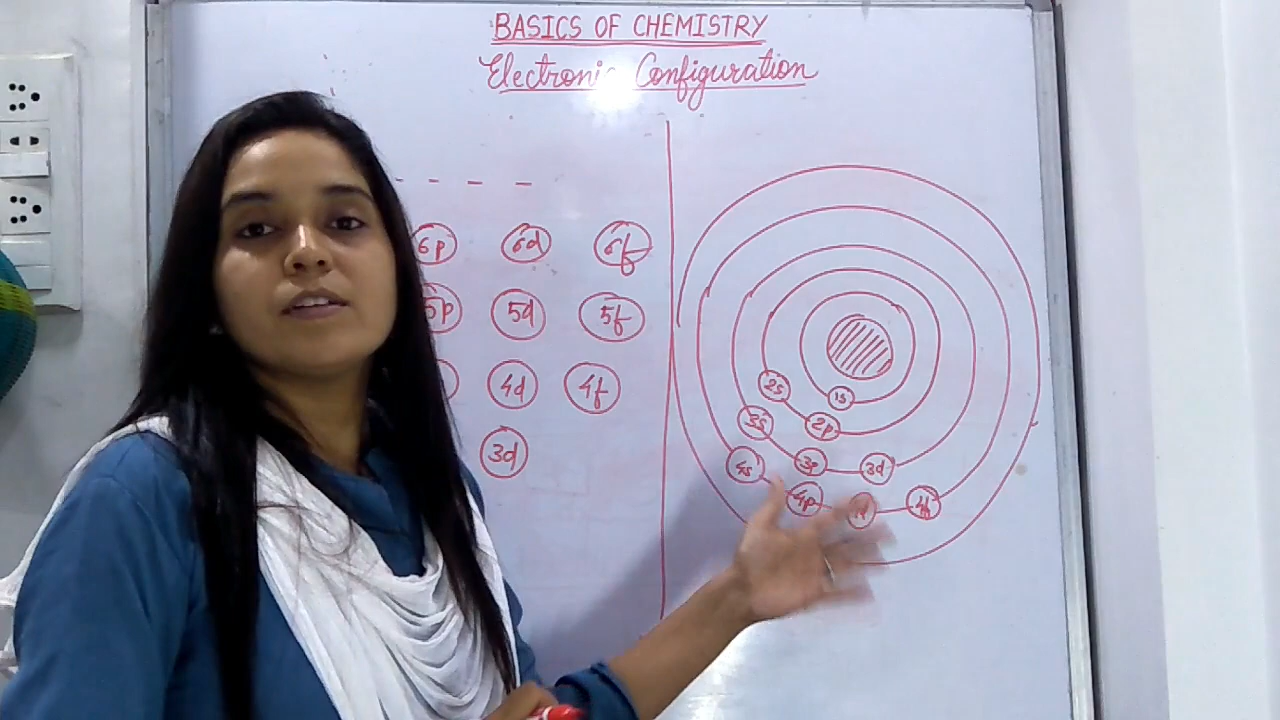 BASICS OF CHEMISTRY
Electronic Configuration
6p 6d 6f
5p 5d 5f
4d 4f
3d
2s 1s
3s 2p
4s 3p 3d
4p 4f